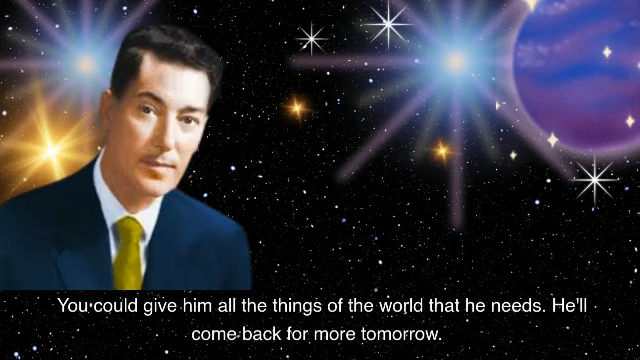 You could give him all the things of the world that he needs. He'll
come back for more tomorrow.